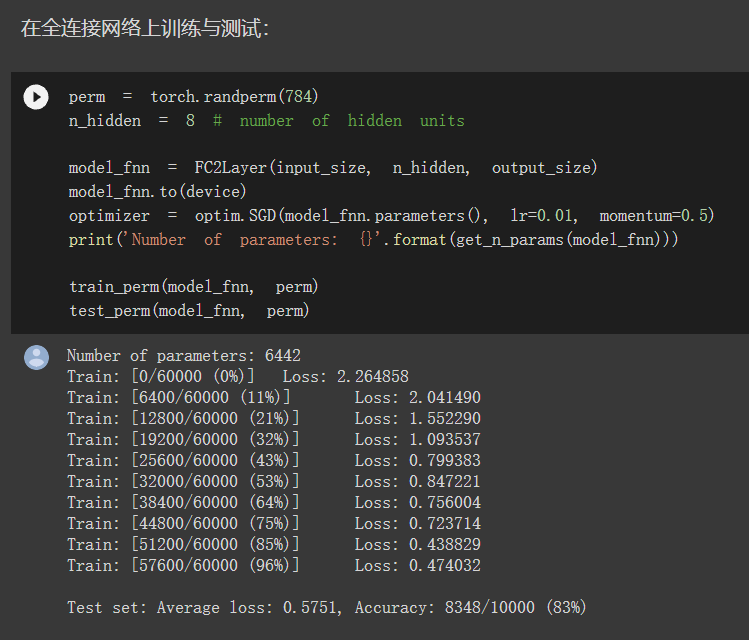 在全连接网络上训练与测试:
perm = torch.randperm(784)
n_hidden = 8 # number of hidden units
model_fnn = FC2Layer(input_size, n_hidden, output_size)
model_fnn.to(device)
optimizer = optim.SGD(model_fnn.parameters(), lr=0.01, momentum=0.5)
print('Number of parameters: {}'.format(get_n_params(model_fnn)))
train_perm(model_fnn, perm)
test_perm(model_fnn, perm)
Number of parameters: 6442
Train: [0/60000 (0%)] Loss: 2.264858
Train: [6400/60000 (11%)] Loss: 2.041490
Train: [12800/60000 (21%)] Loss: 1.552290
Train: [19200/60000 (32%)] Loss: 1.093537
Train: [25600/60000 (43%)] Loss: 0.799383
Train: [32000/60000 (53%)] Loss: 0.847221
Train: [38400/60000 (64%)] Loss: 0.756004
Train: [44800/60000 (75%)] Loss: 0.723714
Train: [51200/60000 (85%)] Loss: 0.438829
Train: [57600/60000 (96%)] Loss: 0.474032
Test set: Average loss: 0.5751, Accuracy: 8348/10000 (83%)